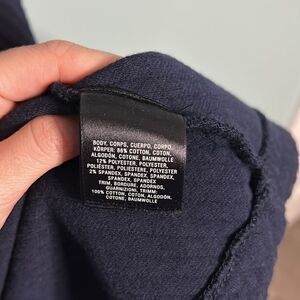 BODY, CORPS, CUERPO, CORPO,
KÖRPER: 86% COTTON, COTON,
ALGODÓN, COTONE, BAUMWOLLE
12% POLYESTER, POLYESTER,
POLIÉSTER, POLIESTERE, POLYESTER
2% SPANDEX, SPANDEX,
SPANDEX, SPANDEX, SPANDEX
TRIM, BORDURE, ADORNOS,
GUARNIZIONI, TRIMM:
100% COTTON, COTON, ALGODÓN,
COTONE, BAUMWOLLE